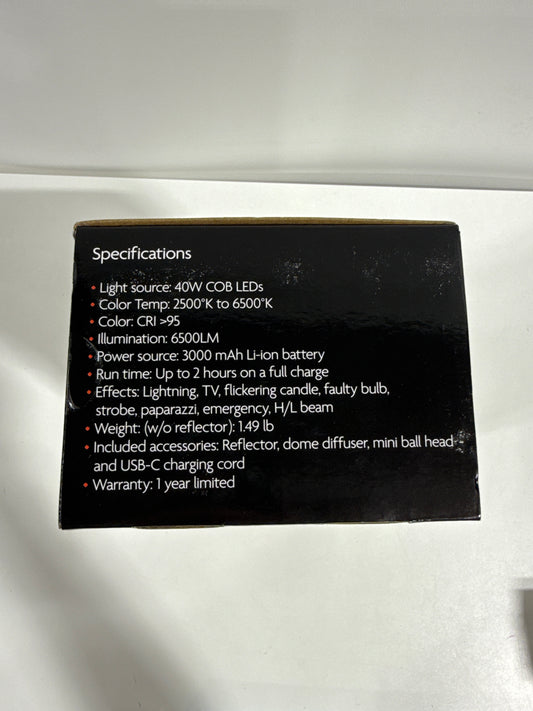 Specifications
• Light source: 40W COB LEDs
• Color Temp: 2500°K to 6500°K
• Color: CRI >95
• Illumination: 6500LM
• Power source: 3000 mAh Li-ion battery
• Run time: Up to 2 hours on a full charge
• Effects: Lightning, TV, flickering candle, faulty bulb,
strobe, paparazzi, emergency, H/L beam
• Weight: (w/o reflector): 1.49 lb
• Included accessories: Reflector, dome diffuser, mini ball head
and USB-C charging cord
• Warranty: 1 year limited